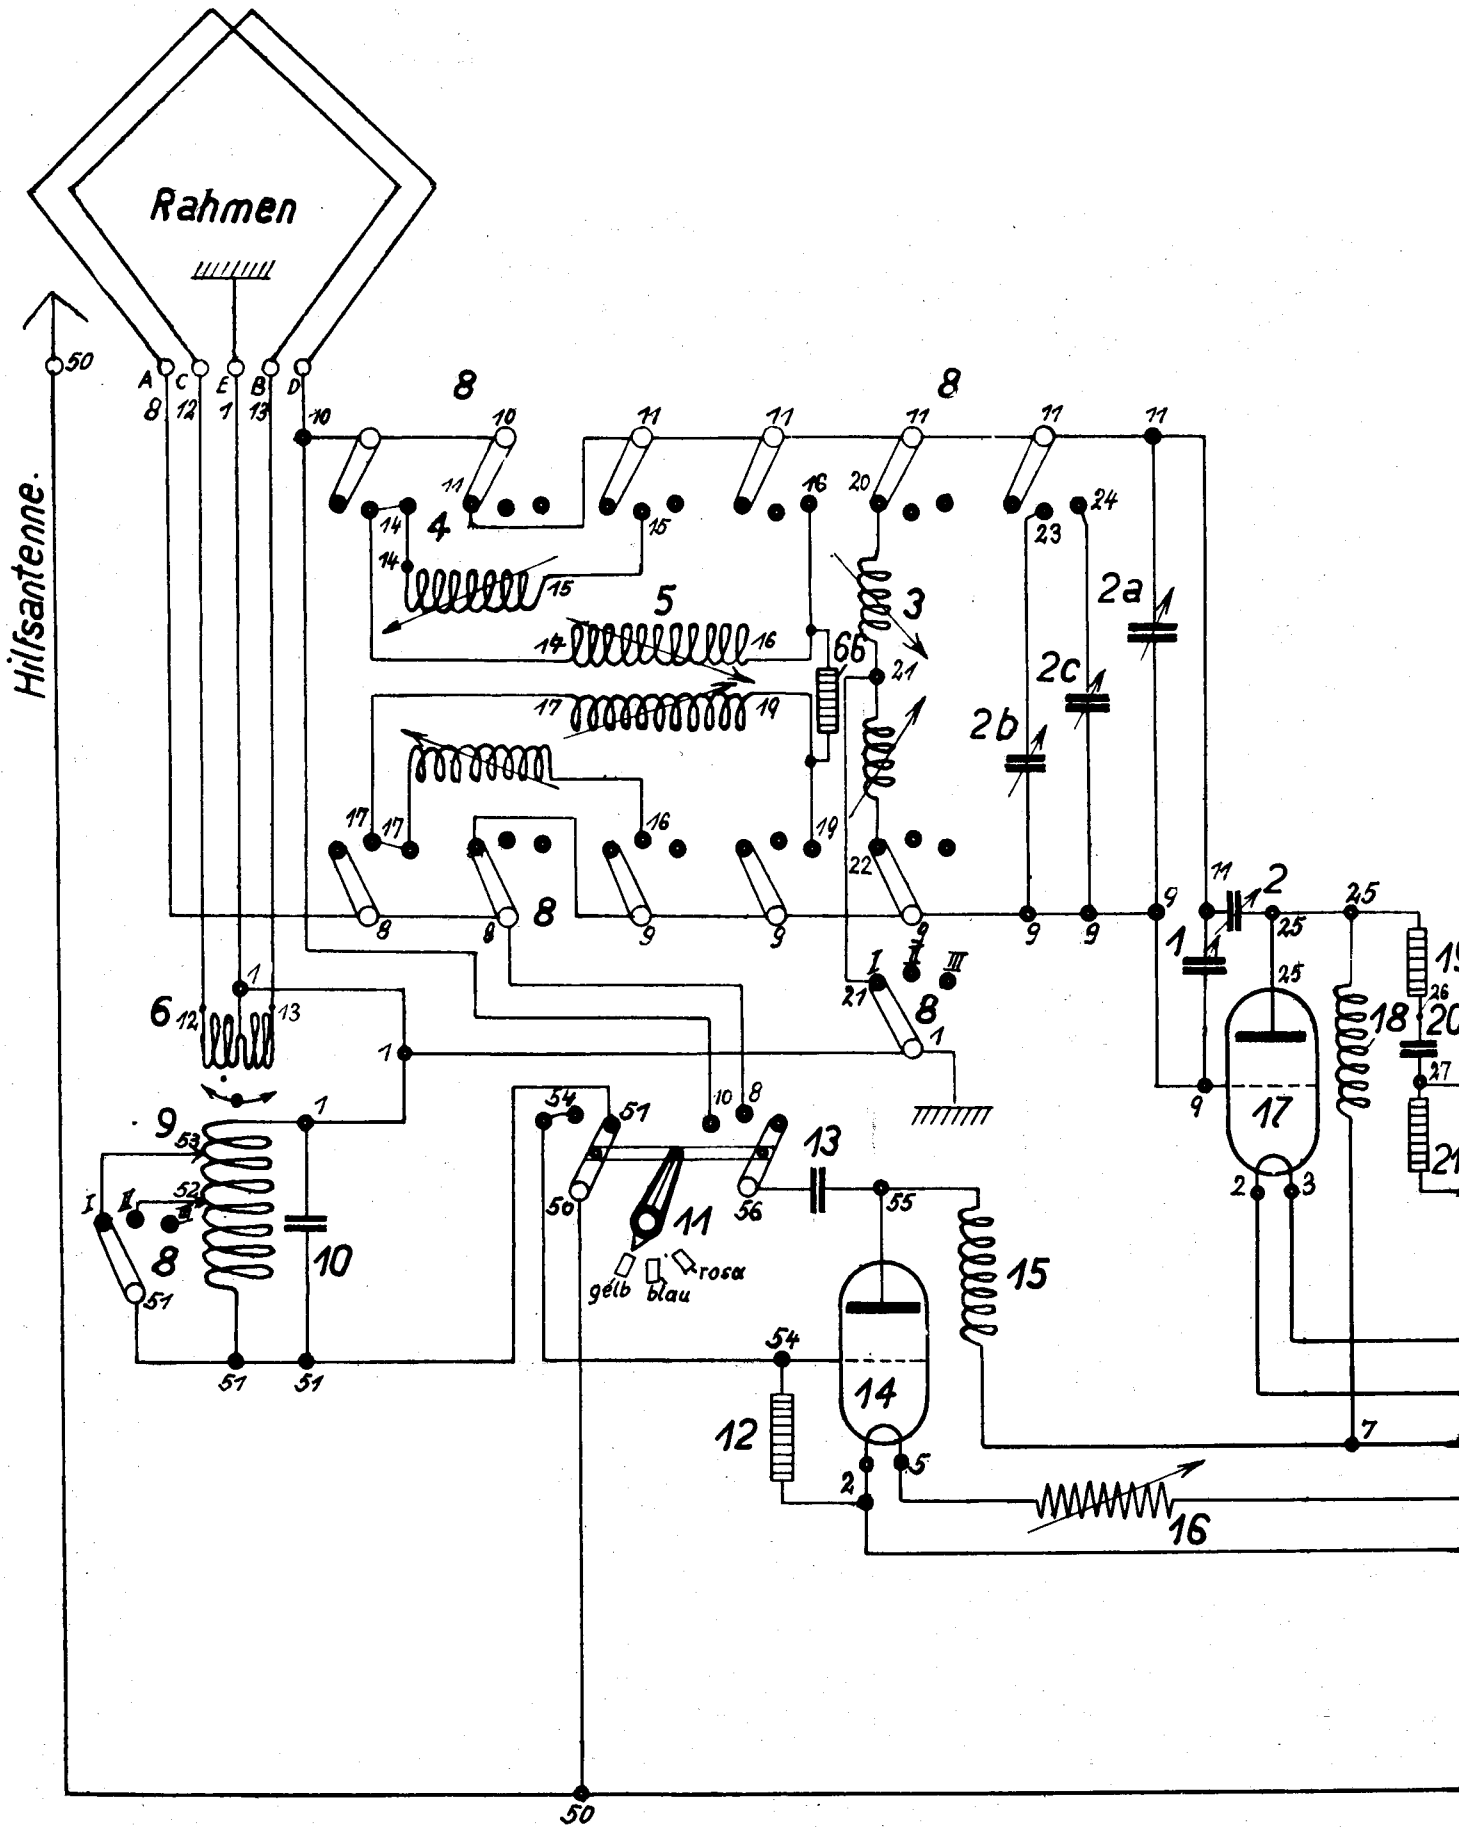 Rahmen
Hilfsantenne.
50
A C E B D
8 12 1 13 10
8 8
10 11 11 11 11 11
11 16 20 24
14 4 15 23
14 15 5 3 2a
14 16 66 21 2c
17 19 2b
17 17 16 19 22
8 8 8 9 9 9 9 9 9
11 2 25 25
1 I II III 1 19
6 12 13 21 8 25 26
1 1 18 20
27
54 51 10 8 9 17
9 1 13
53
I II III 52 50 11 56 55 2 3
8 10 gelb blau rosa 15
51
51 51 54 14 21
12 7
2 5
16
50